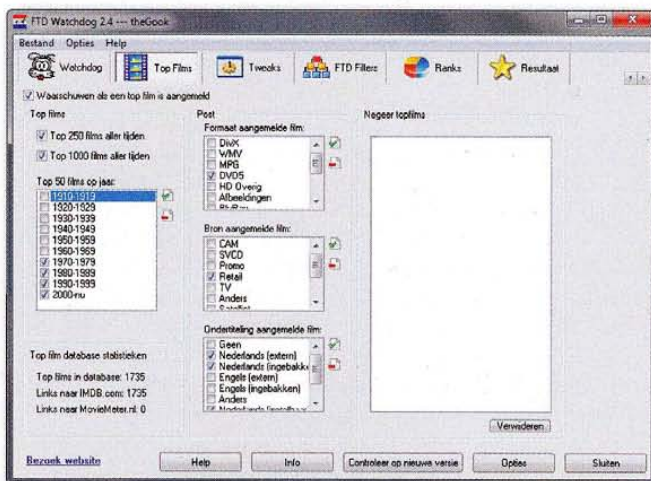 FTD Watchdog 2.4 --- theGook
Bestand Opties Help
Watchdog
Top Films
Tweaks
FTD Filters
Ranks
Resultaat
Waarschuwen als een top film is aangemeld
Top films
Top 250 films aller tijden
Top 1000 films aller tijden
Top 50 films op jaar:
1910-1919
1920-1929
1930-1939
1940-1949
1950-1959
1960-1969
1970-1979
1980-1989
1990-1999
2000-nu
Top film database statistieken
Top films in database: 1735
Links naar IMDB.com: 1735
Links naar MovieMeter.nl: 0
Post
Formaat aangemelde film:
DivX
WMV
MPG
DVD5
HD Overig
Afbeeldingen
Bron aangemelde film:
CAM
SVCD
Promo
Retail
TV
Anders
Satelliet
Ondertiteling aangemelde film:
Geen
Nederlands (extern)
Nederlands (ingebakke
Engels (extern)
Engels (ingebakken)
Anders
Negeer topfilms
Verwijderen
Bezoek website
Help
Info
Controleer op nieuwe versie
Opties
Sluiten